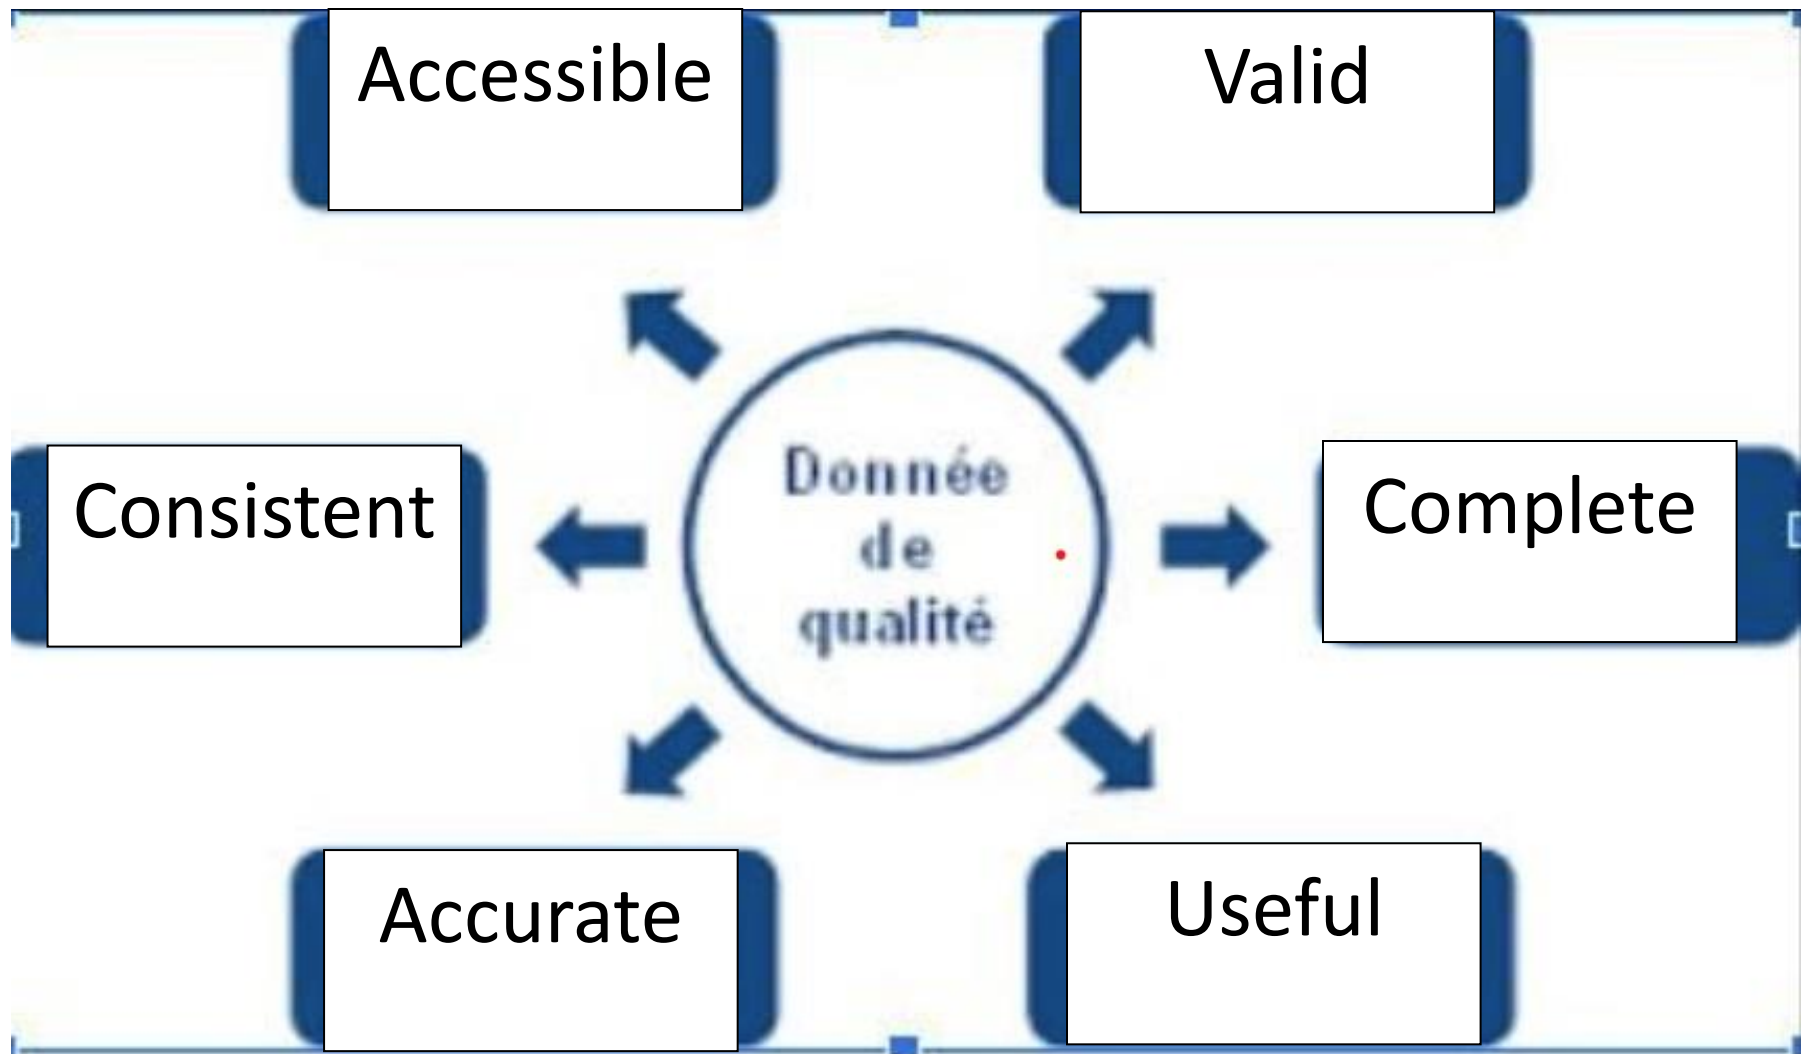 Accessible
Valid
Consistent
Donnée
de
qualité
Complete
Accurate
Useful